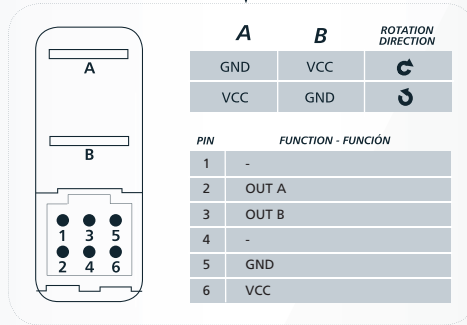 A
B
1 3 5
2 4 6
A B ROTATION DIRECTION
GND VCC
VCC GND
PIN FUNCTION - FUNCIÓN
1 -
2 OUT A
3 OUT B
4 -
5 GND
6 VCC